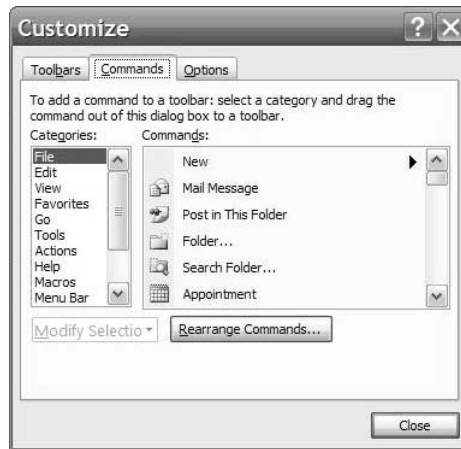 Customize
Toolbars Commands Options
To add a command to a toolbar: select a category and drag the
command out of this dialog box to a toolbar.
Categories: Commands:
File
Edit
View
Favorites
Go
Tools
Actions
Help
Macros
Menu Bar
New
Mail Message
Post in This Folder
Folder...
Search Folder...
Appointment
Modify Selectio Rearrange Commands...
Close